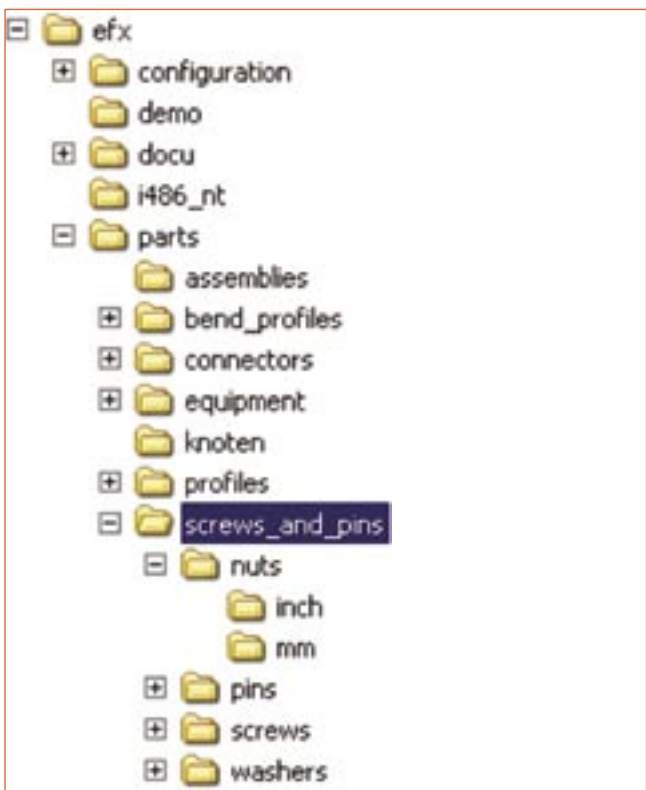 efx
configuration
demo
docu
i486_nt
parts
assemblies
bend_profiles
connectors
equipment
knoten
profiles
screws_and_pins
nuts
inch
mm
pins
screws
washers